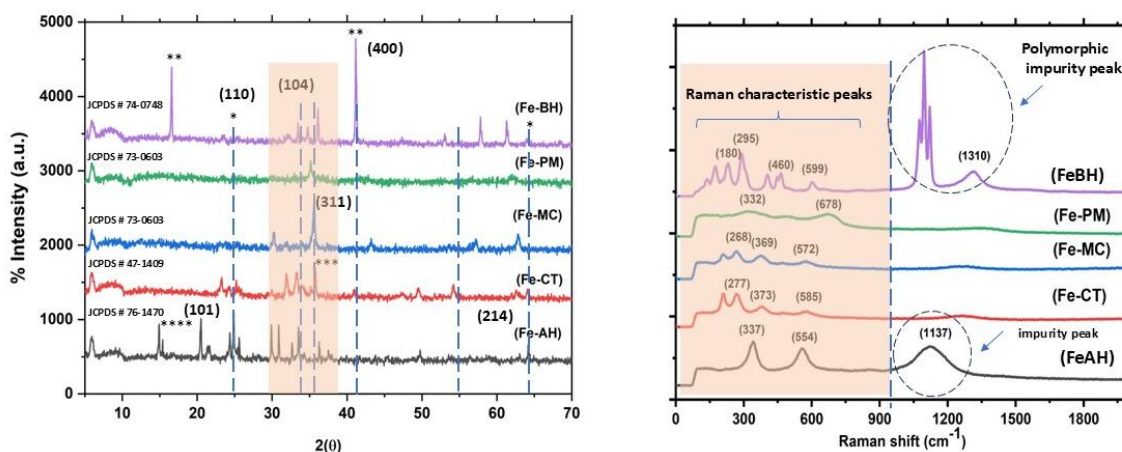 % Intensity (a.u.)
5000
4000
3000
2000
1000
0
10
20
30
40
50
60
70
2(θ)
**
**
(400)
(110)
(104)
*
JCPDS # 74-0748
(Fe-BH)
*
JCPDS # 73-0603
(Fe-PM)
(311)
JCPDS # 73-0603
(Fe-MC)
JCPDS # 47-1409
***
(Fe-CT)
JCPDS # 76-1470
(101)
(214)
****
(Fe-AH)
Polymorphic
impurity peak
Raman characteristic peaks
(295)
(180)
(460)
(599)
(1310)
(FeBH)
(332)
(678)
(Fe-PM)
(268)
(369)
(572)
(Fe-MC)
(277)
(373)
(585)
(Fe-CT)
impurity peak
(337)
(554)
(1137)
(FeAH)
0
300
600
900
1200
1500
1800
Raman shift (cm-1)